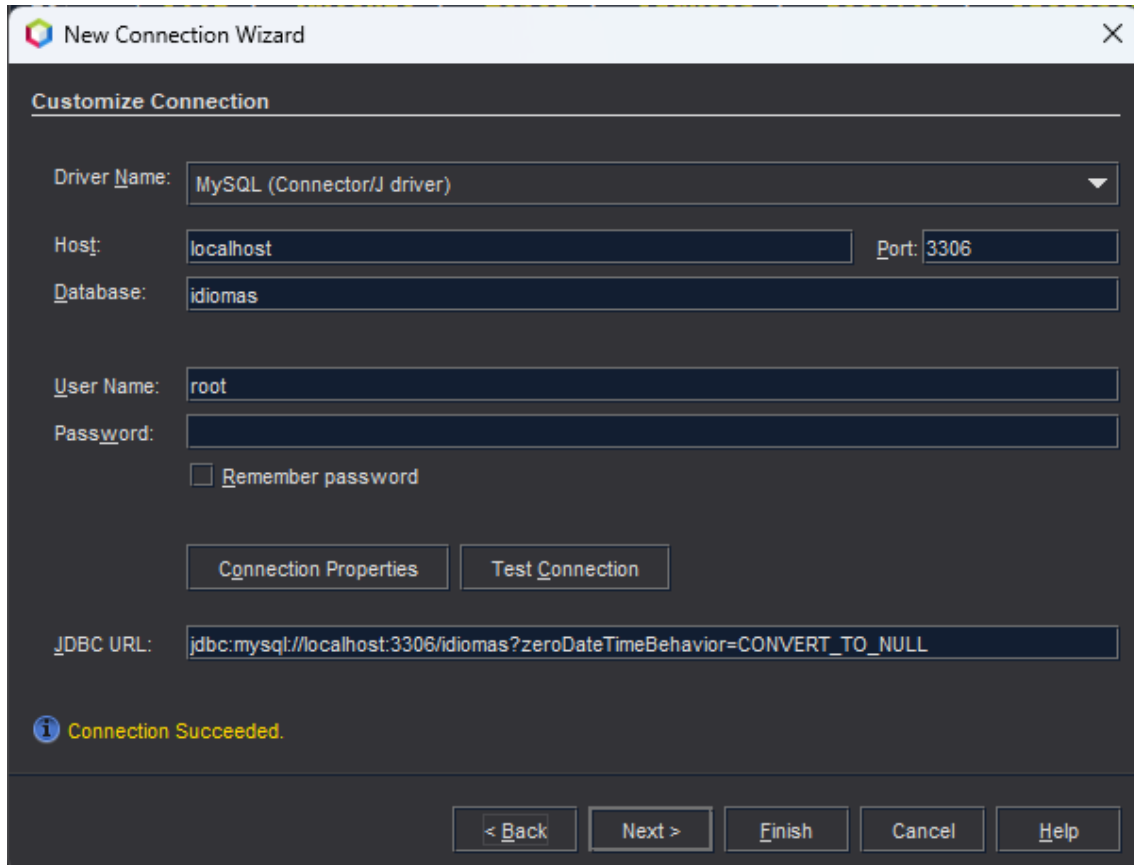 New Connection Wizard
Customize Connection
Driver Name: MySQL (Connector/J driver)
Host: localhost Port: 3306
Database: idiomas
User Name: root
Password:
Remember password
Connection Properties Test Connection
JDBC URL: jdbc:mysql://localhost:3306/idiomas?zeroDateTimeBehavior=CONVERT_TO_NULL
Connection Succeeded.
< Back Next > Finish Cancel Help